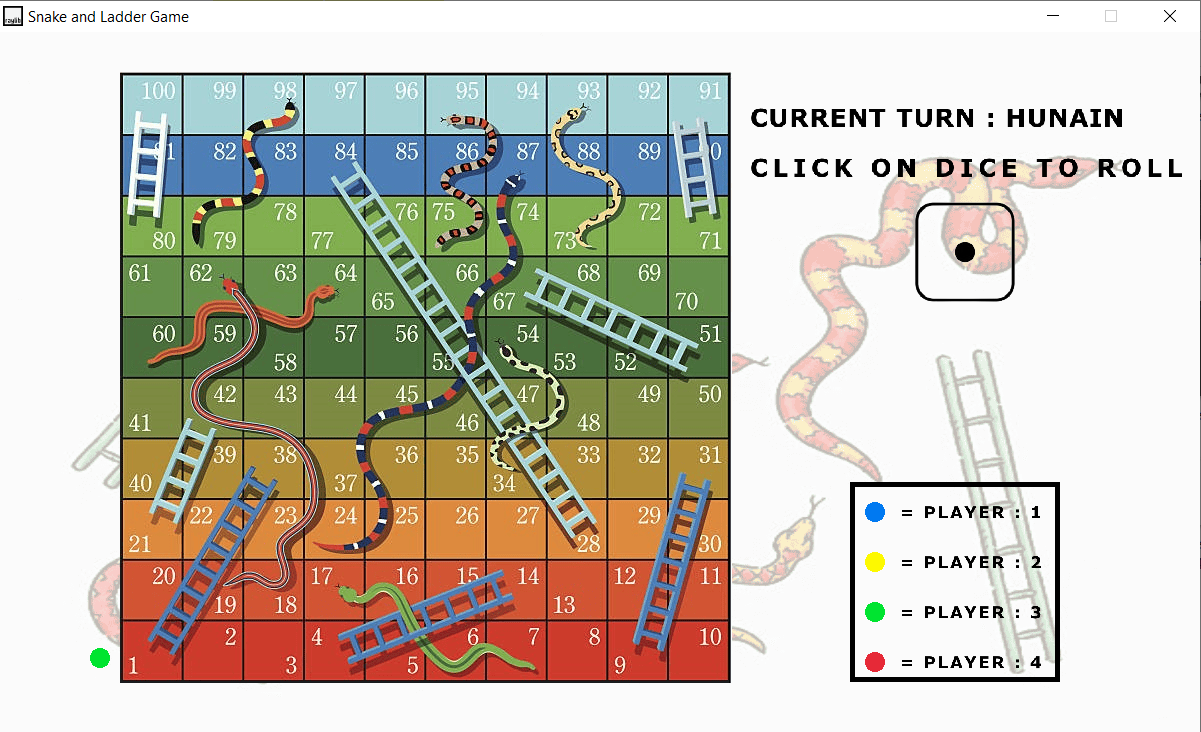 raylib Snake and Ladder Game
100 99 98 97 96 95 94 93 92 91
81 82 83 84 85 86 87 88 89 90
80 79 78 77 76 75 74 73 72 71
61 62 63 64 65 66 67 68 69 70
60 59 58 57 56 55 54 53 52 51
41 42 43 44 45 46 47 48 49 50
40 39 38 37 36 35 34 33 32 31
21 22 23 24 25 26 27 28 29 30
20 19 18 17 16 15 14 13 12 11
1 2 3 4 5 6 7 8 9 10
CURRENT TURN : HUNAIN
CLICK ON DICE TO ROLL
= PLAYER : 1
= PLAYER : 2
= PLAYER : 3
= PLAYER : 4